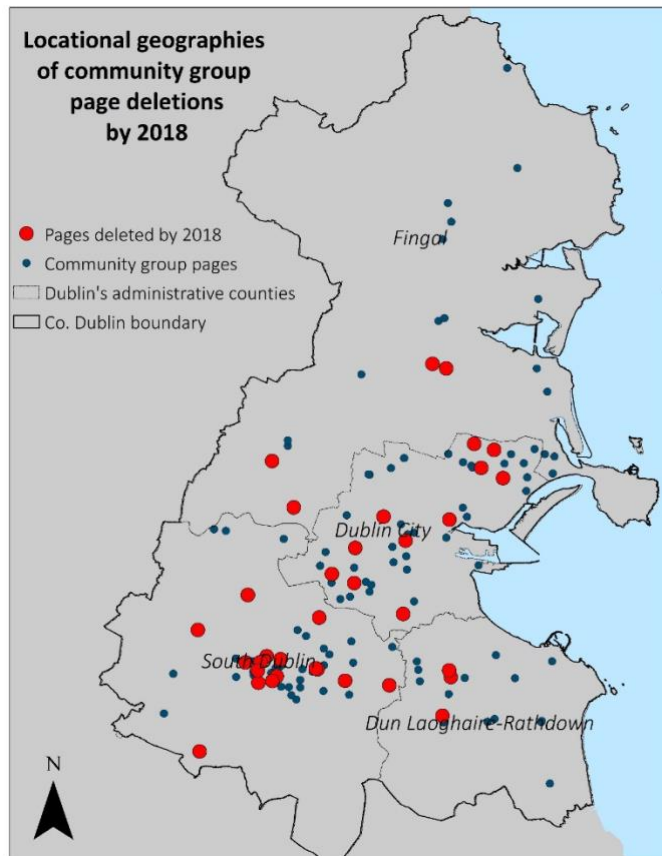 Locational geographies
of community group
page deletions
by 2018
Pages deleted by 2018
Community group pages
Dublin's administrative counties
Co. Dublin boundary
Fingal
Dublin City
South Dublin
Dun Laoghaire-Rathdown
N